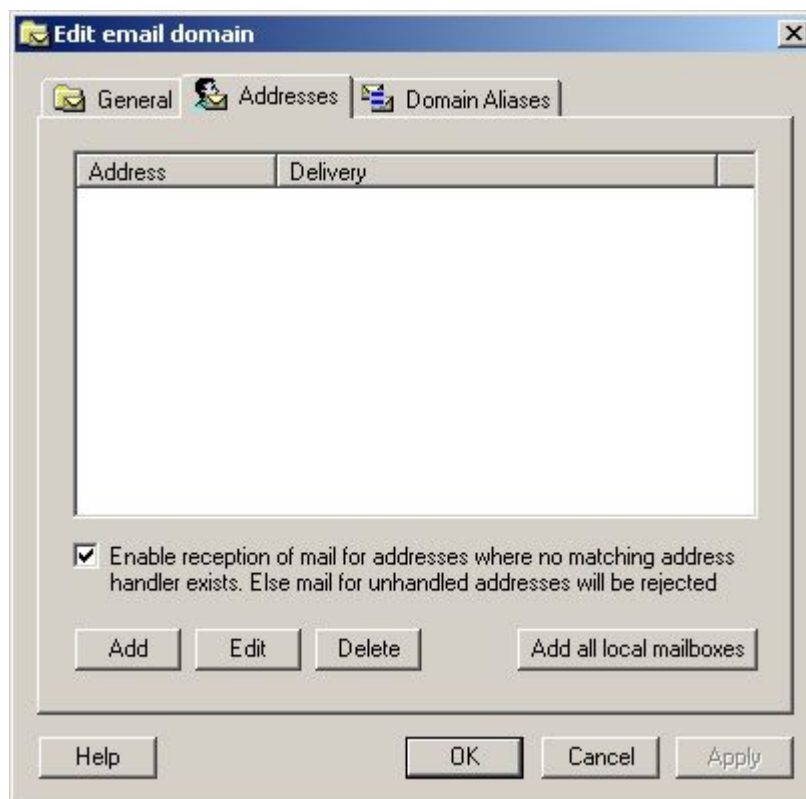 Edit email domain
General Addresses Domain Aliases
Address Delivery
Enable reception of mail for addresses where no matching address
handler exists. Else mail for unhandled addresses will be rejected
Add Edit Delete Add all local mailboxes
Help OK Cancel Apply